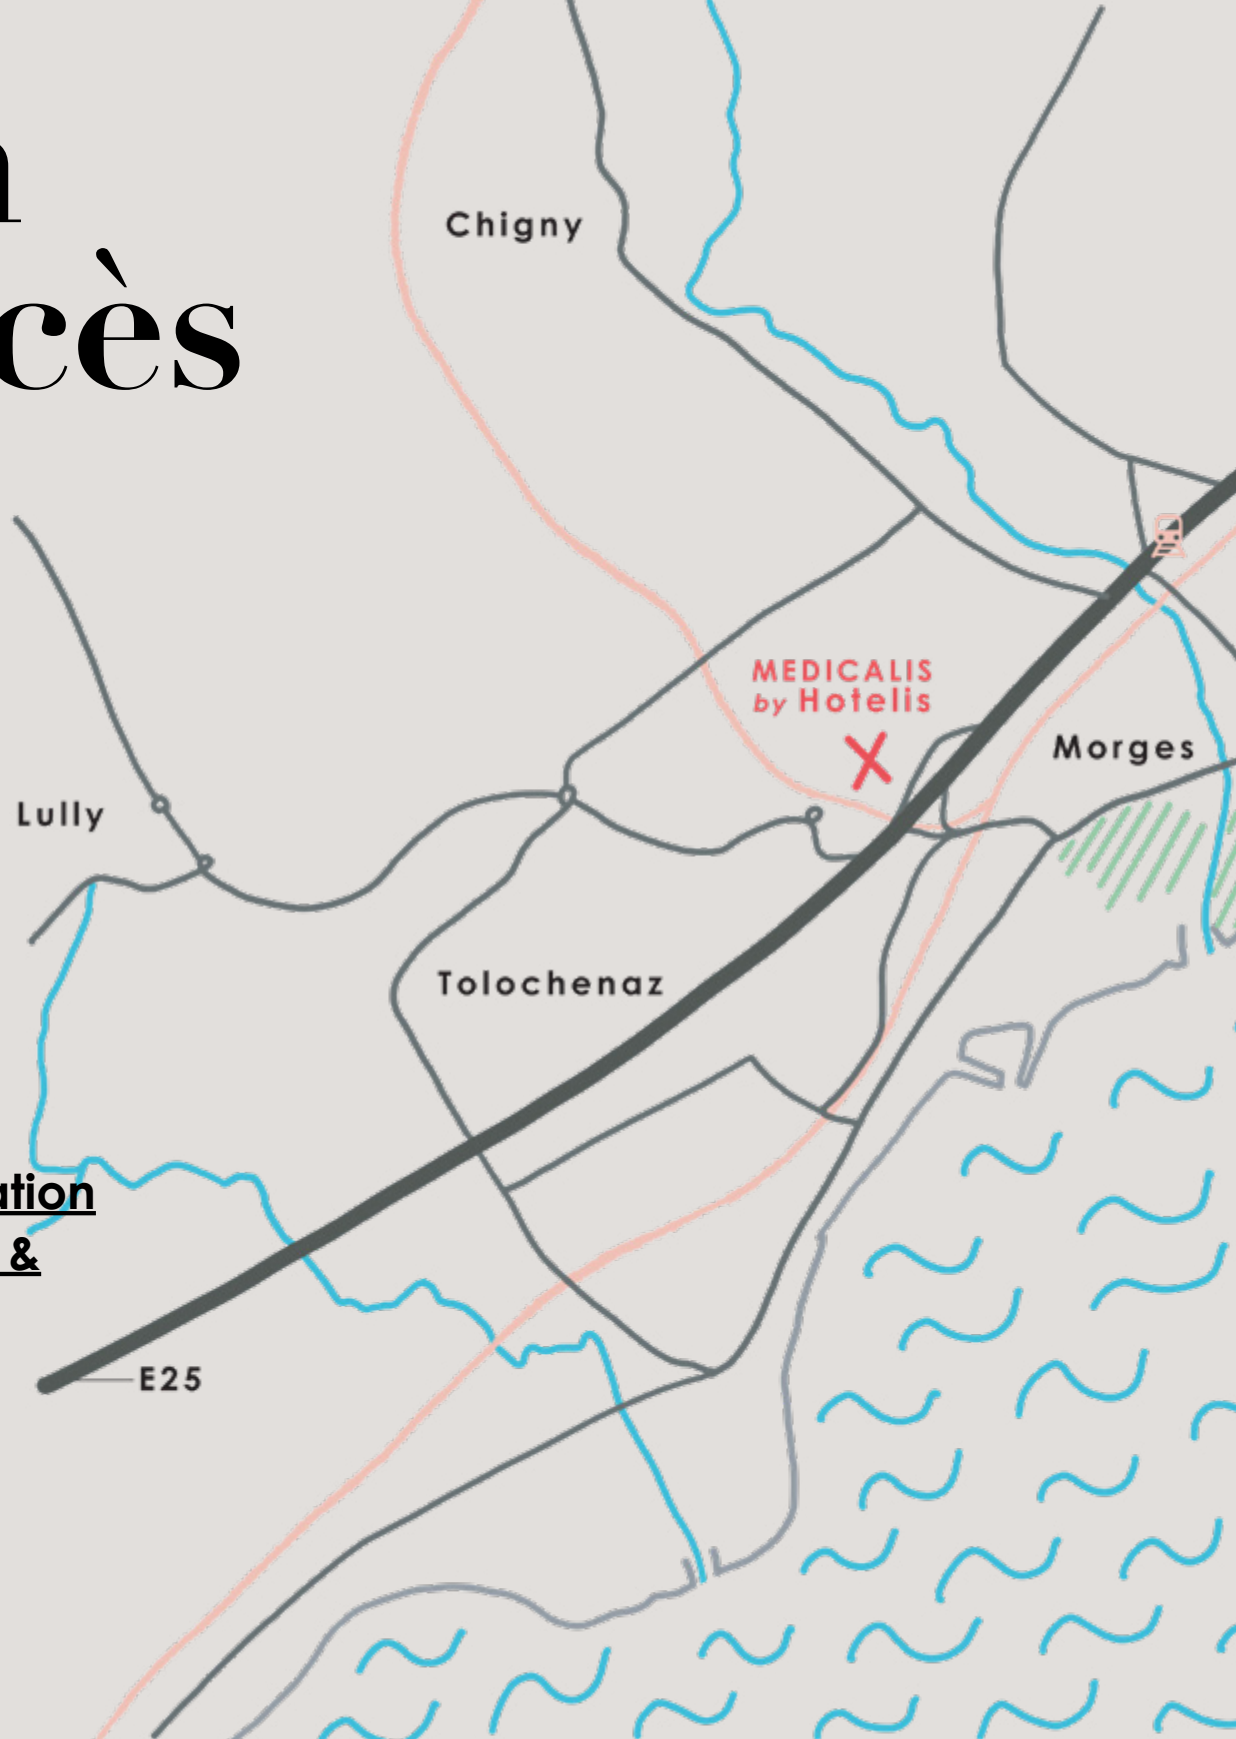 cès
Chigny
MEDICALIS
by Hotelis
Morges
Lully
Tolochenaz
ation
&
E25